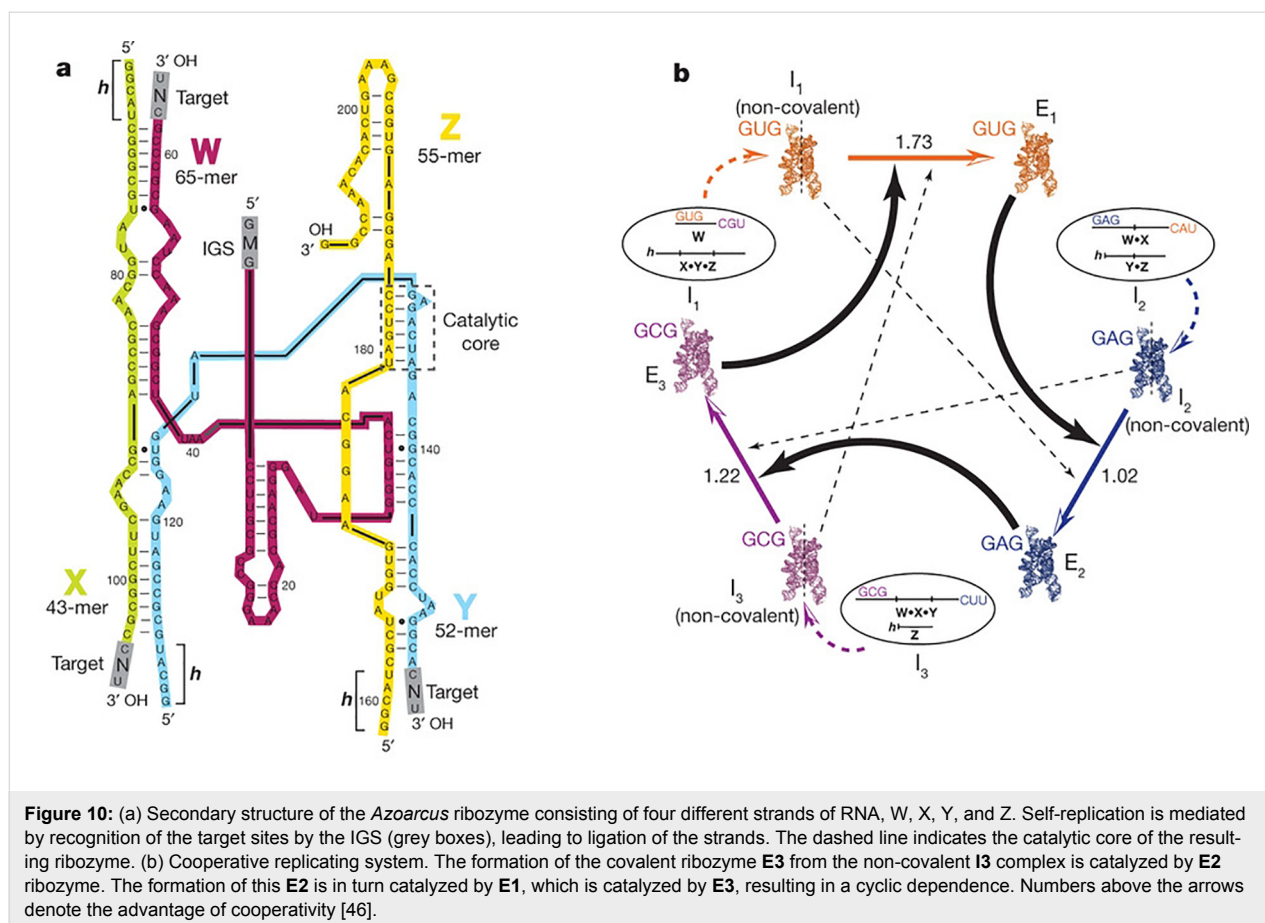 a
5′
h
3′ OH
U
N
C
Target
60
W
65-mer
5′
G
M
G
IGS
80
40
100
120
20
X
43-mer
Target
C
N
U
3′ OH
h
5′
200
Z
55-mer
OH
3′
Catalytic
core
180
140
Y
52-mer
h
160
C
N
U
Target
3′ OH
5′
b
I1
(non-covalent)
GUG
1.73
GUG
E1
GUG
CGU
W
h
X•Y•Z
I1
GAG
CAU
W•X
h
Y•Z
I2
GCG
E3
GAG
I2
(non-covalent)
1.22
1.02
GCG
I3
(non-covalent)
GAG
E2
GCG
CUU
W•X•Y
h
Z
I3
Figure 10: (a) Secondary structure of the Azoarcus ribozyme consisting of four different strands of RNA, W, X, Y, and Z. Self-replication is mediated
by recognition of the target sites by the IGS (grey boxes), leading to ligation of the strands. The dashed line indicates the catalytic core of the result-
ing ribozyme. (b) Cooperative replicating system. The formation of the covalent ribozyme E3 from the non-covalent I3 complex is catalyzed by E2
ribozyme. The formation of this E2 is in turn catalyzed by E1, which is catalyzed by E3, resulting in a cyclic dependence. Numbers above the arrows
denote the advantage of cooperativity [46].